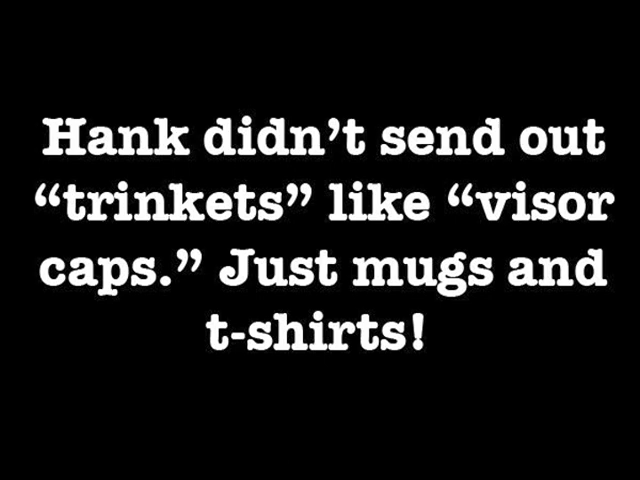 Hank didn’t send out
“trinkets” like “visor
caps.” Just mugs and
t-shirts!